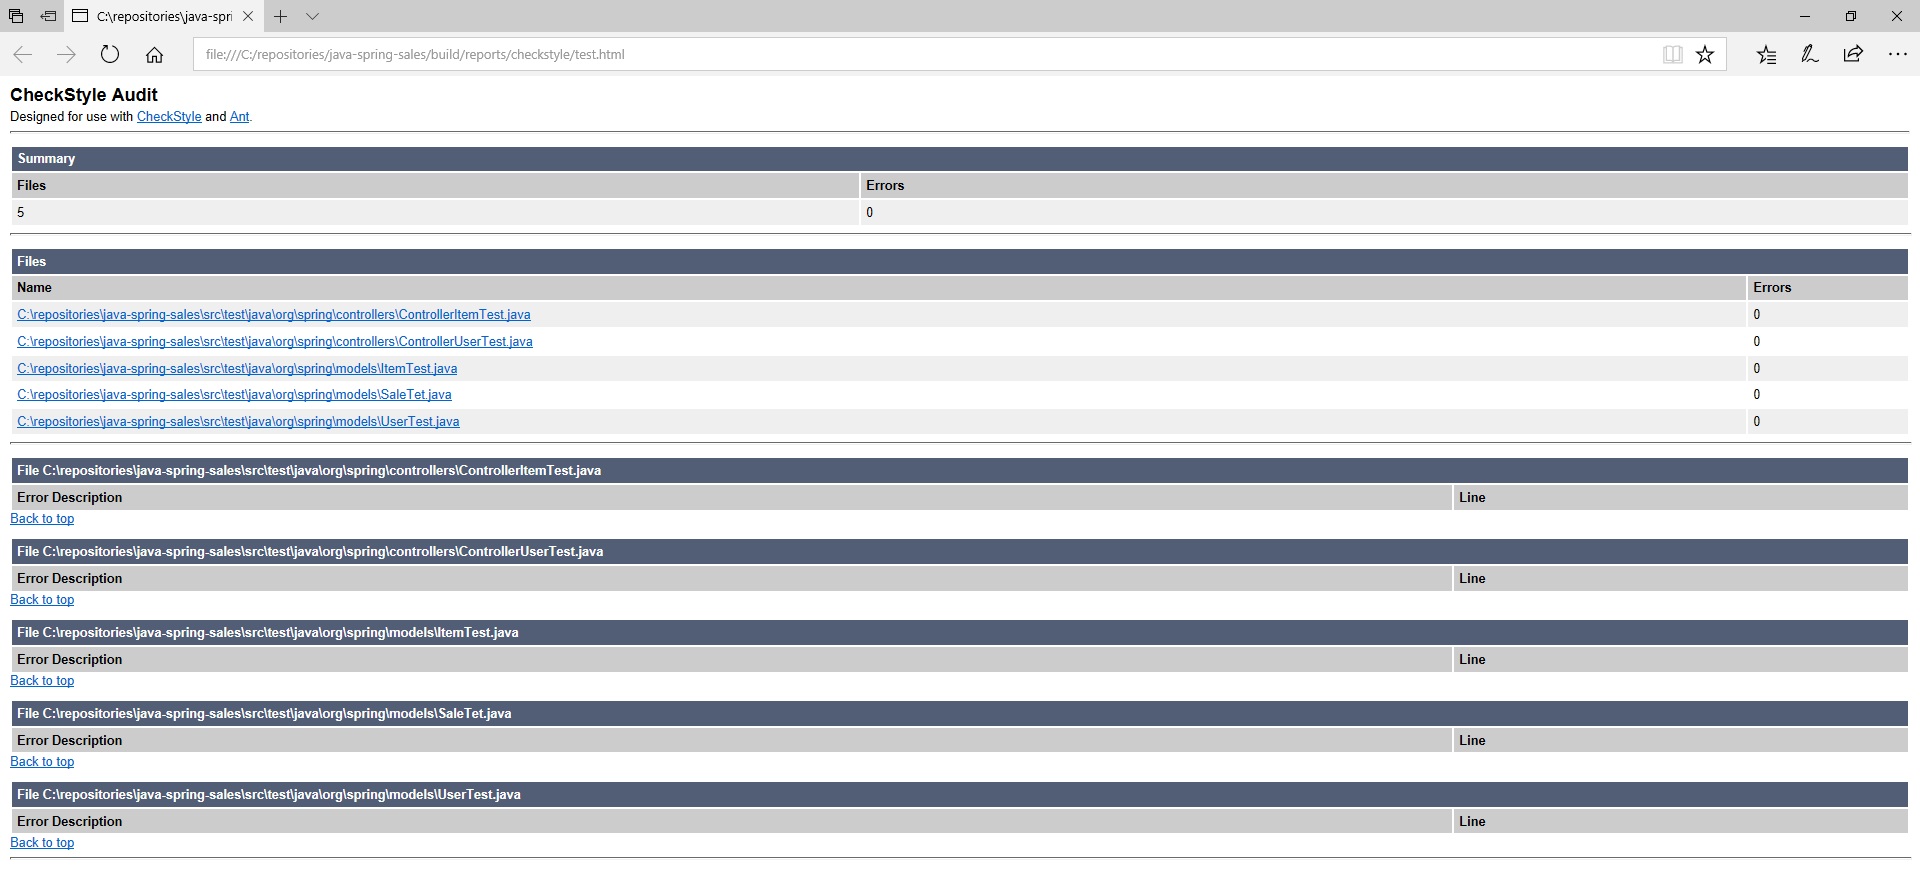 C:\repositories\java-spri
file:///C:/repositories/java-spring-sales/build/reports/checkstyle/test.html
CheckStyle Audit
Designed for use with CheckStyle and Ant.
Summary
Files Errors
5 0
Files
Name Errors
C:\repositories\java-spring-sales\src\test\java\org\spring\controllers\ControllerItemTest.java 0
C:\repositories\java-spring-sales\src\test\java\org\spring\controllers\ControllerUserTest.java 0
C:\repositories\java-spring-sales\src\test\java\org\spring\models\ItemTest.java 0
C:\repositories\java-spring-sales\src\test\java\org\spring\models\SaleTet.java 0
C:\repositories\java-spring-sales\src\test\java\org\spring\models\UserTest.java 0
File C:\repositories\java-spring-sales\src\test\java\org\spring\controllers\ControllerItemTest.java
Error Description Line
Back to top
File C:\repositories\java-spring-sales\src\test\java\org\spring\controllers\ControllerUserTest.java
Error Description Line
Back to top
File C:\repositories\java-spring-sales\src\test\java\org\spring\models\ItemTest.java
Error Description Line
Back to top
File C:\repositories\java-spring-sales\src\test\java\org\spring\models\SaleTet.java
Error Description Line
Back to top
File C:\repositories\java-spring-sales\src\test\java\org\spring\models\UserTest.java
Error Description Line
Back to top